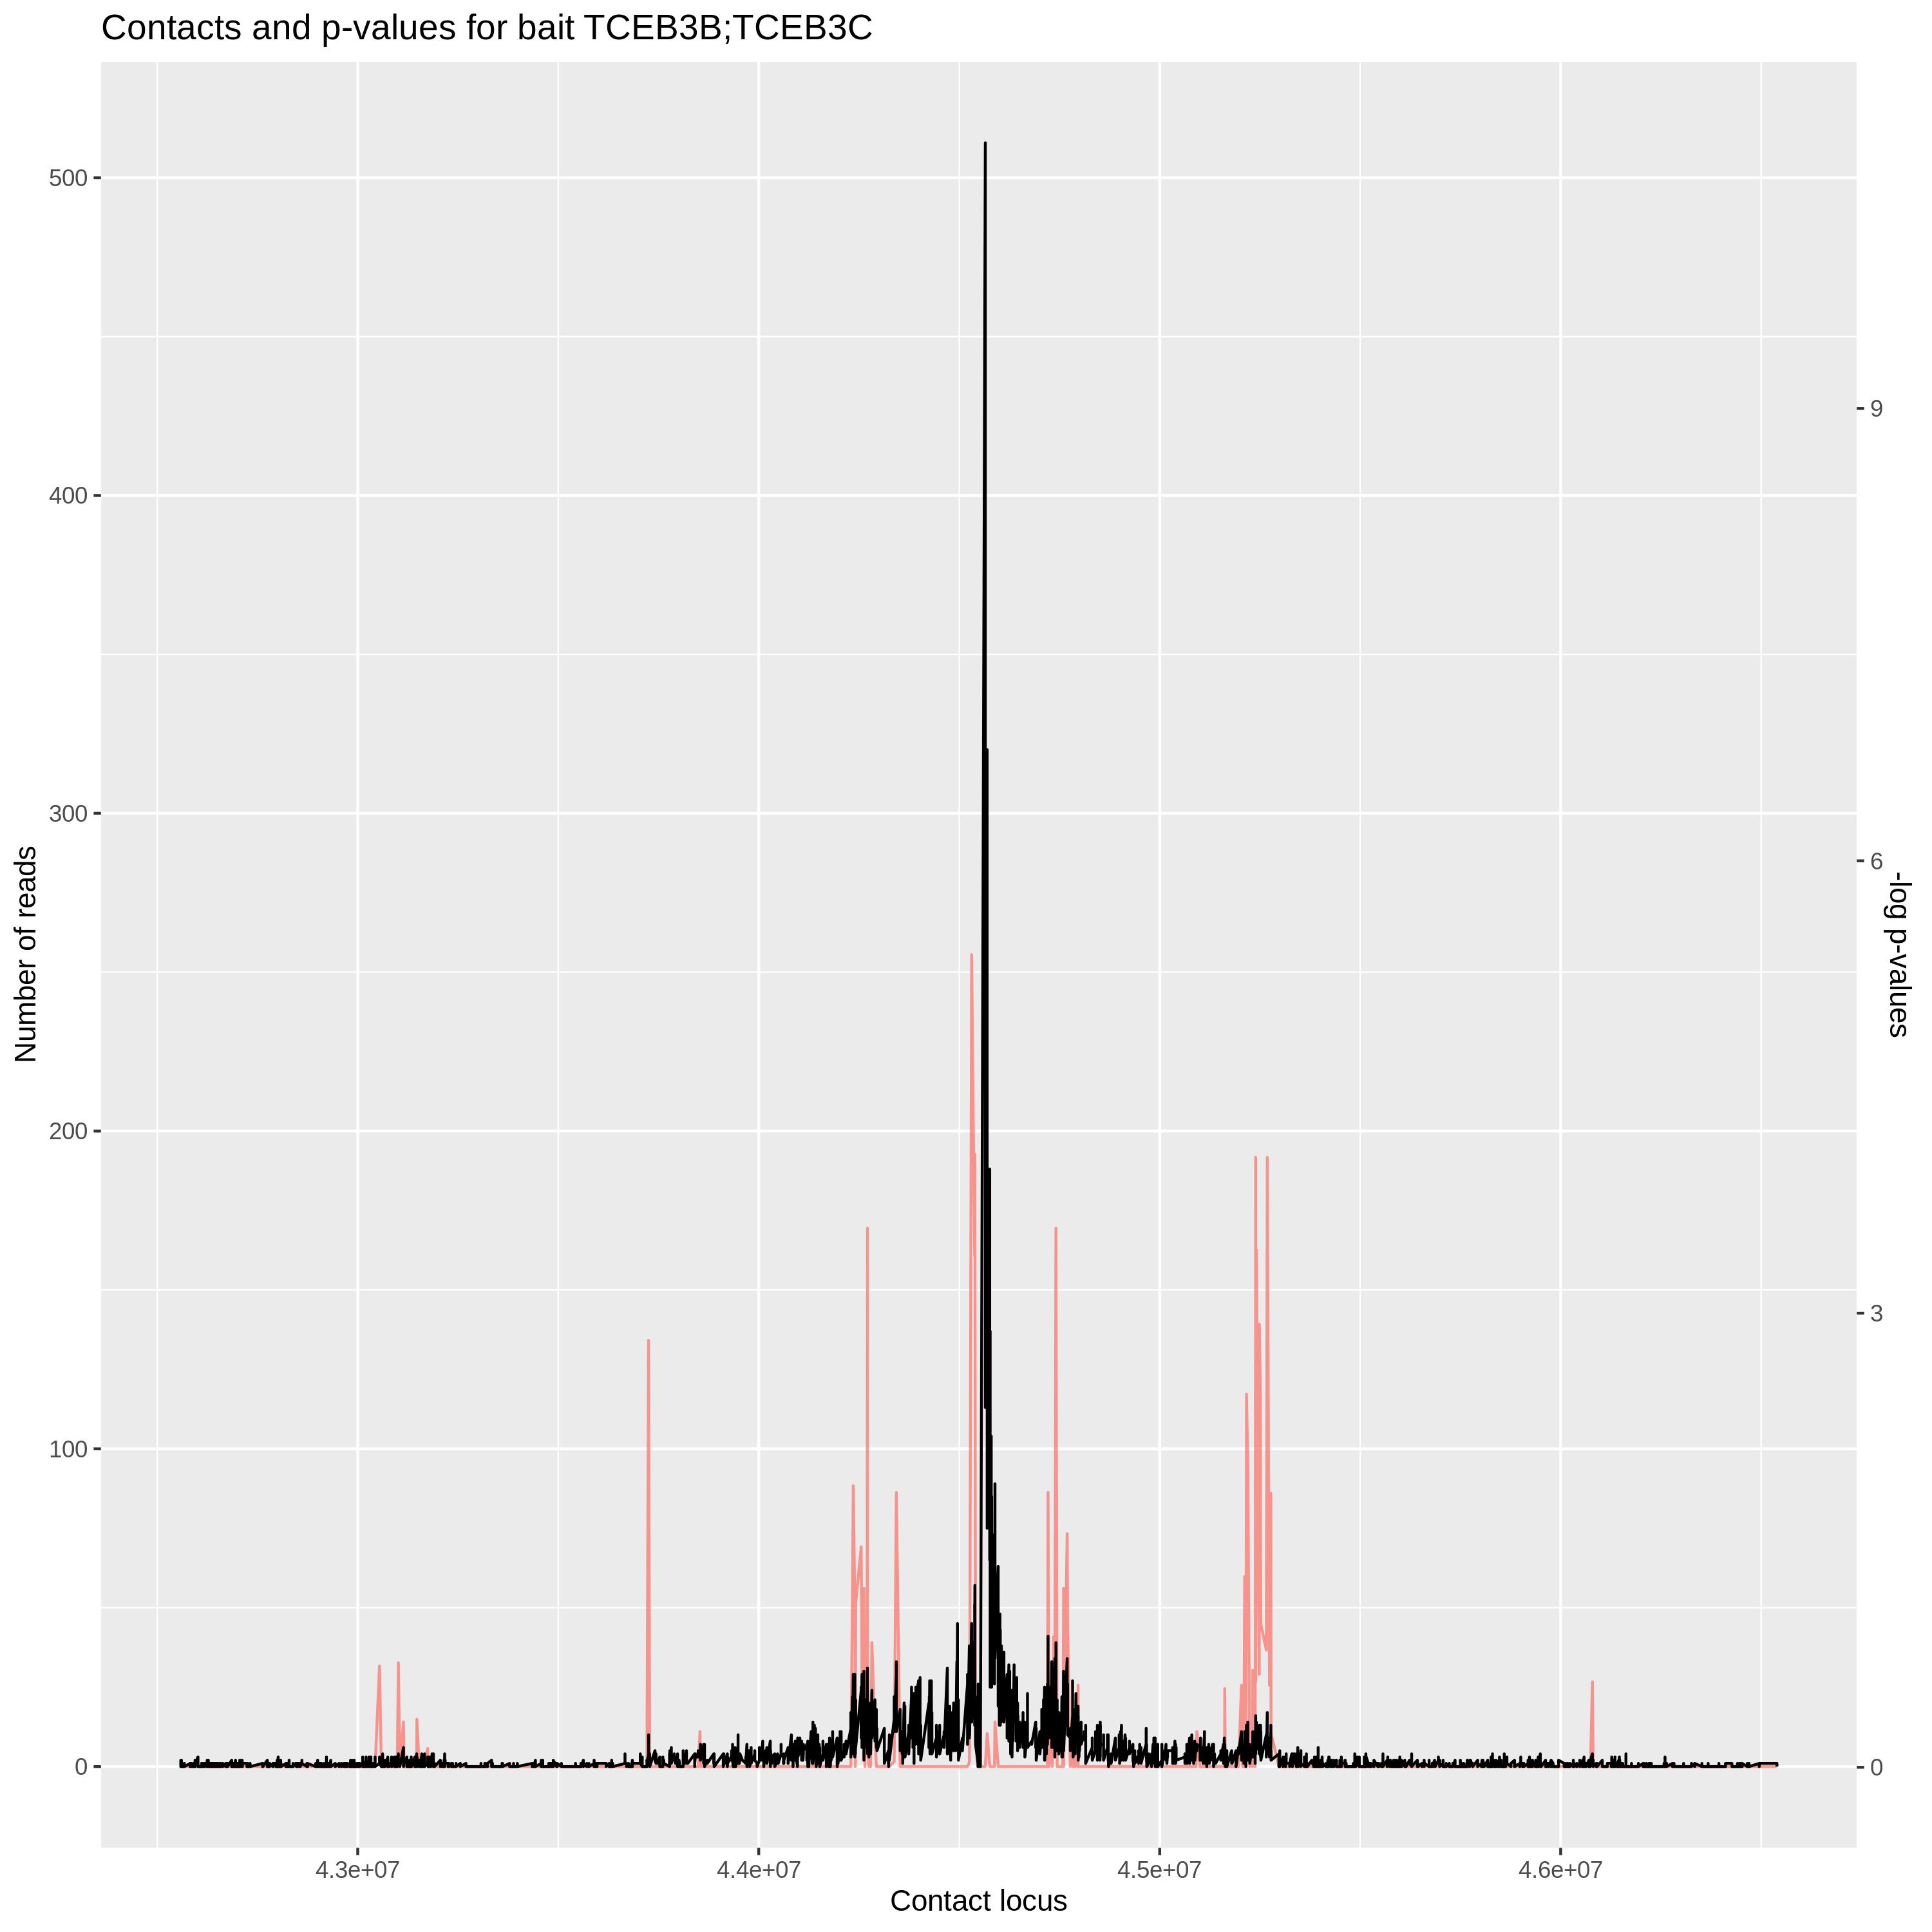 Contacts and p-values for bait TCEB3B;TCEB3C
Number of reads
500
400
300
200
100
0
9
6
3
0
-log p-values
4.3e+07
4.4e+07
4.5e+07
4.6e+07
Contact locus